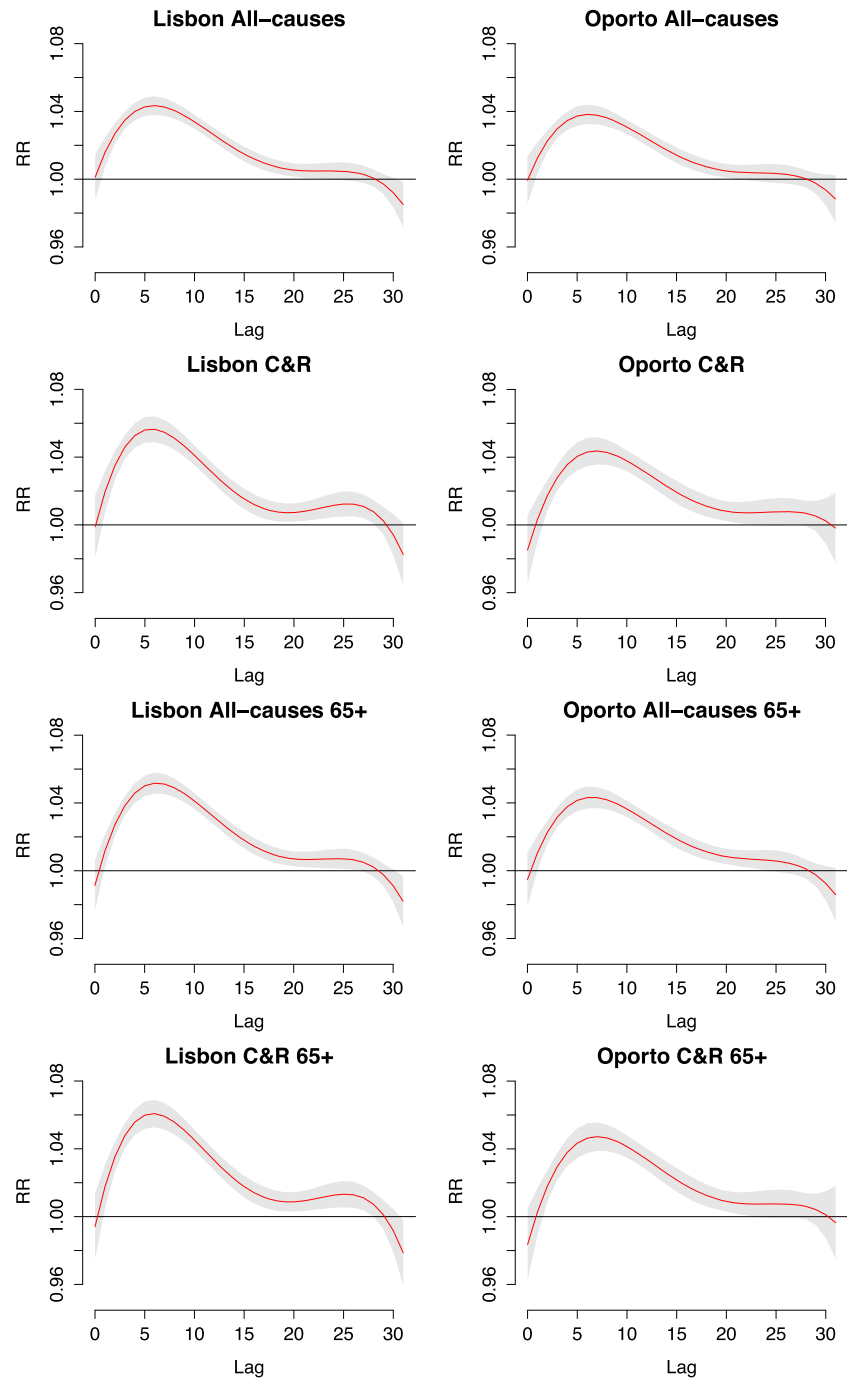 Lisbon All−causes
RR
0.96 1.00 1.04 1.08
0 5 10 15 20 25 30
Lag
Oporto All−causes
RR
0.96 1.00 1.04 1.08
0 5 10 15 20 25 30
Lag
Lisbon C&R
RR
0.96 1.00 1.04 1.08
0 5 10 15 20 25 30
Lag
Oporto C&R
RR
0.96 1.00 1.04 1.08
0 5 10 15 20 25 30
Lag
Lisbon All−causes 65+
RR
0.96 1.00 1.04 1.08
0 5 10 15 20 25 30
Lag
Oporto All−causes 65+
RR
0.96 1.00 1.04 1.08
0 5 10 15 20 25 30
Lag
Lisbon C&R 65+
RR
0.96 1.00 1.04 1.08
0 5 10 15 20 25 30
Lag
Oporto C&R 65+
RR
0.96 1.00 1.04 1.08
0 5 10 15 20 25 30
Lag